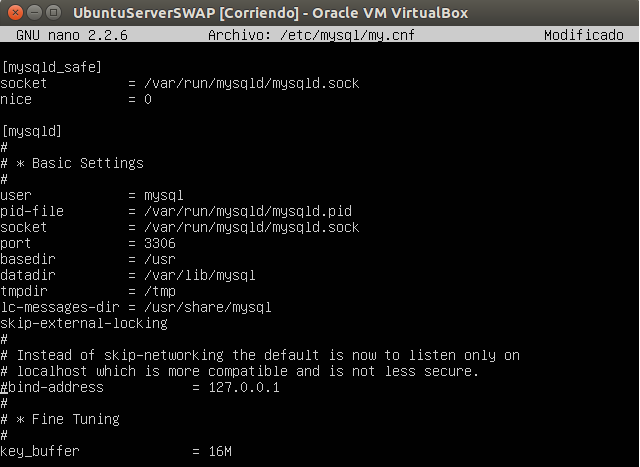 UbuntuServerSWAP [Corriendo] - Oracle VM VirtualBox
GNU nano 2.2.6 Archivo: /etc/mysql/my.cnf Modificado
[mysqld_safe]
socket = /var/run/mysqld/mysqld.sock
nice = 0
[mysqld]
#
# * Basic Settings
#
user = mysql
pid-file = /var/run/mysqld/mysqld.pid
socket = /var/run/mysqld/mysqld.sock
port = 3306
basedir = /usr
datadir = /var/lib/mysql
tmpdir = /tmp
lc-messages-dir = /usr/share/mysql
skip-external-locking
#
# Instead of skip-networking the default is now to listen only on
# localhost which is more compatible and is not less secure.
#bind-address = 127.0.0.1
#
# * Fine Tuning
#
key_buffer = 16M